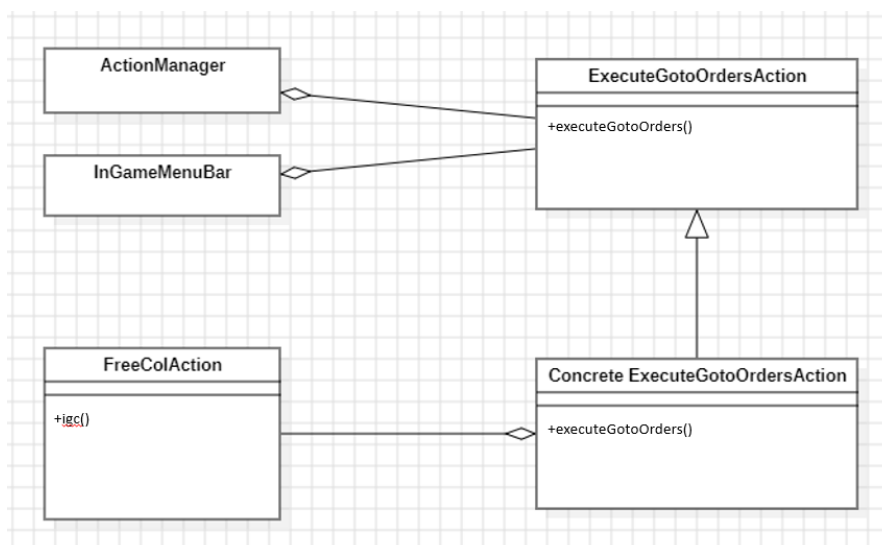 ActionManager
ExecuteGotoOrdersAction
+executeGotoOrders()
InGameMenuBar
FreeColAction
+igc()
Concrete ExecuteGotoOrdersAction
+executeGotoOrders()